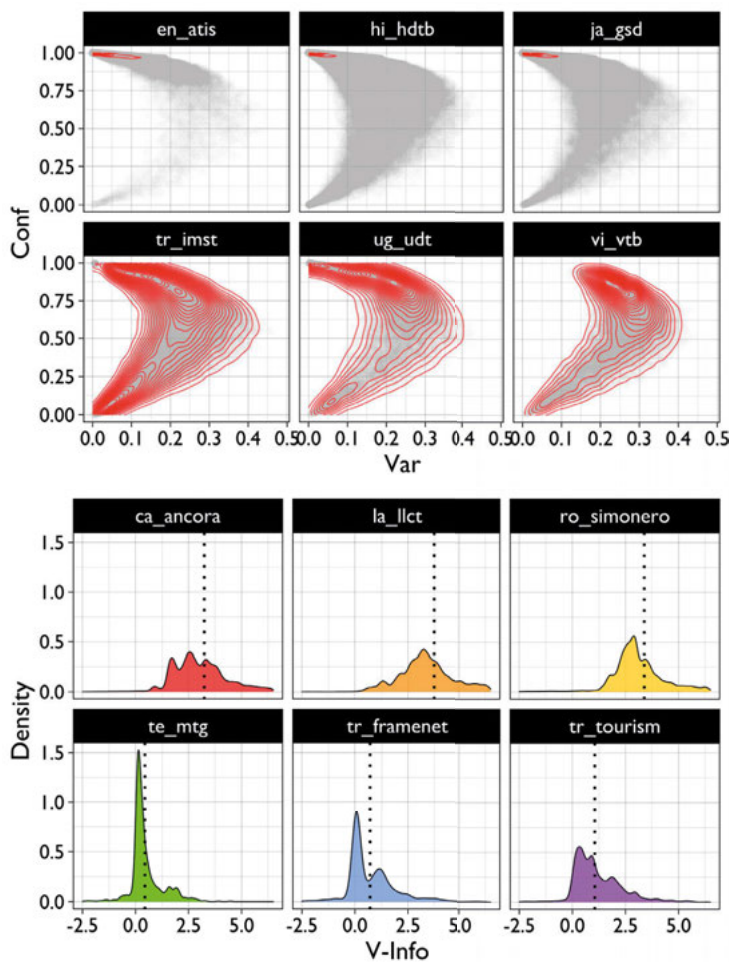 en_atis hi_hdtb ja_gsd
1.00
0.75
0.50
0.25
0.00
Conf
tr_imst ug_udt vi_vtb
1.00
0.75
0.50
0.25
0.00
0.0 0.1 0.2 0.3 0.4 0.5 0.0 0.1 0.2 0.3 0.4 0.5 0.0 0.1 0.2 0.3 0.4 0.5
Var
ca_ancora la_llct ro_simonero
1.5
1.0
0.5
0.0
Density
te_mtg tr_framenet tr_tourism
1.5
1.0
0.5
0.0
-2.5 0.0 2.5 5.0 -2.5 0.0 2.5 5.0 -2.5 0.0 2.5 5.0
V-Info